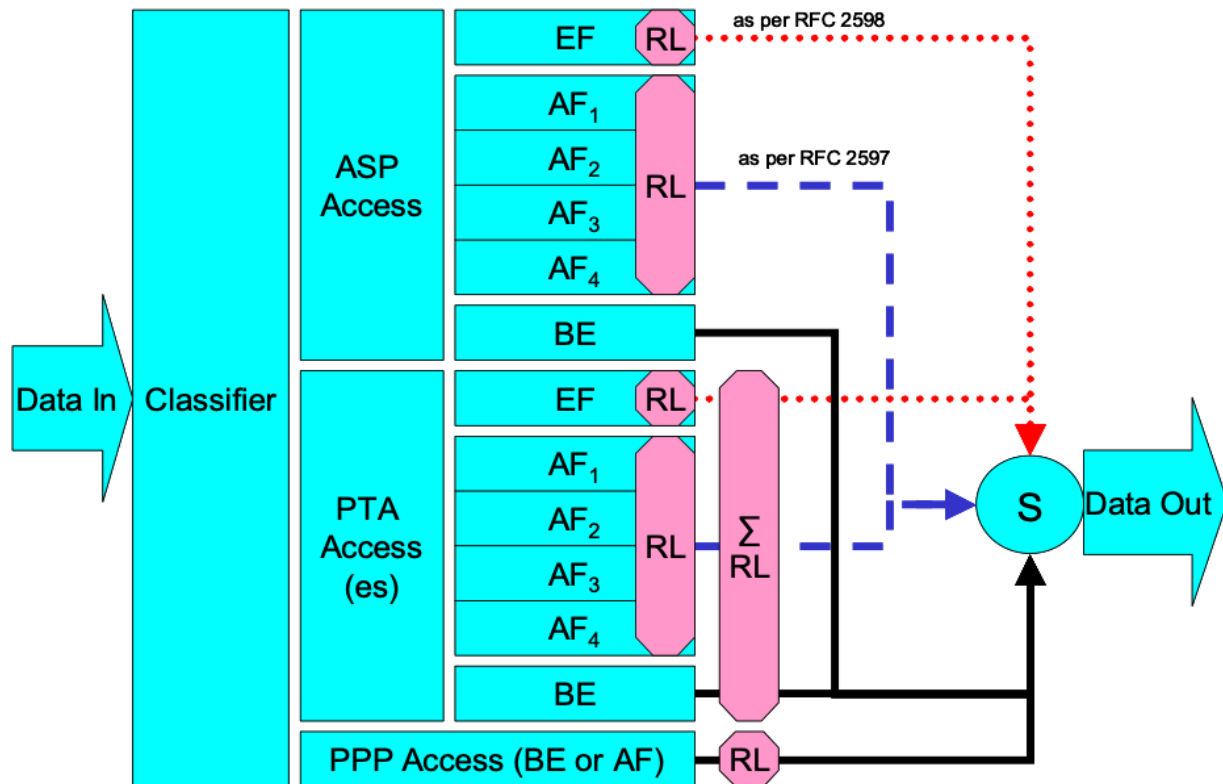 as per RFC 2598
EF
RL
AF1
AF2
AF3
AF4
RL
as per RFC 2597
ASP
Access
BE
Data In
Classifier
EF
RL
AF1
AF2
AF3
AF4
RL
PTA
Access
(es)
Σ
RL
S
Data Out
BE
PPP Access (BE or AF)
RL